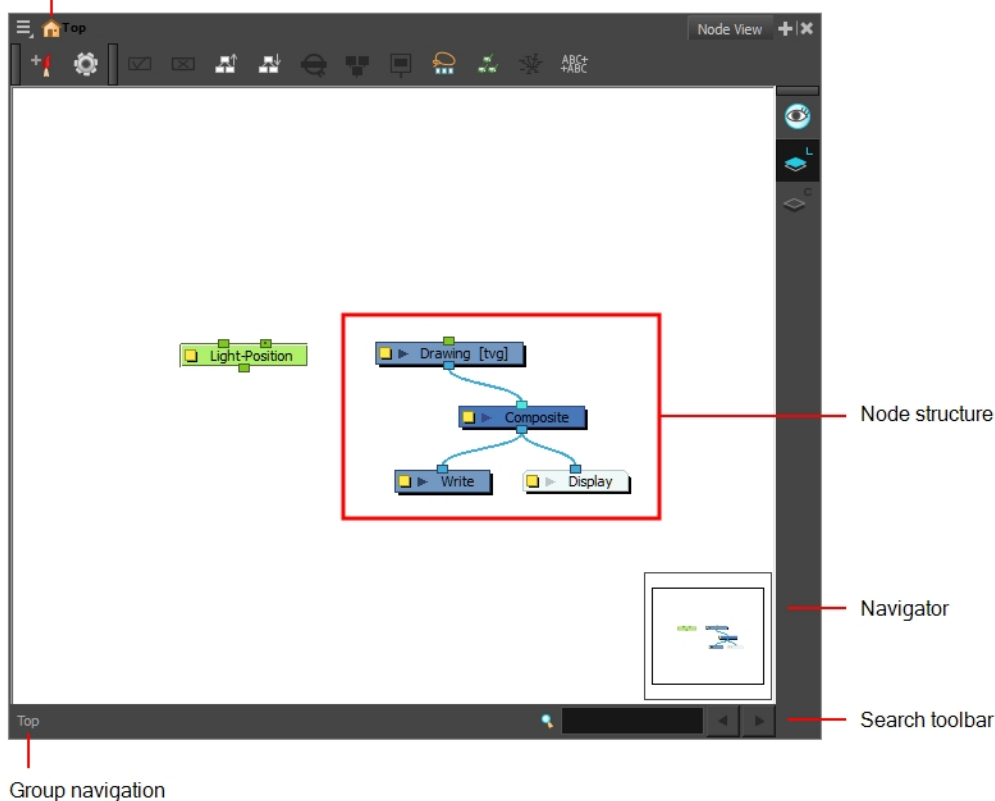 Top
Node View
ABC+
+ABC
L
C
Light-Position
Drawing [tvg]
Composite
Write
Display
Node structure
Navigator
Top
Search toolbar
Group navigation